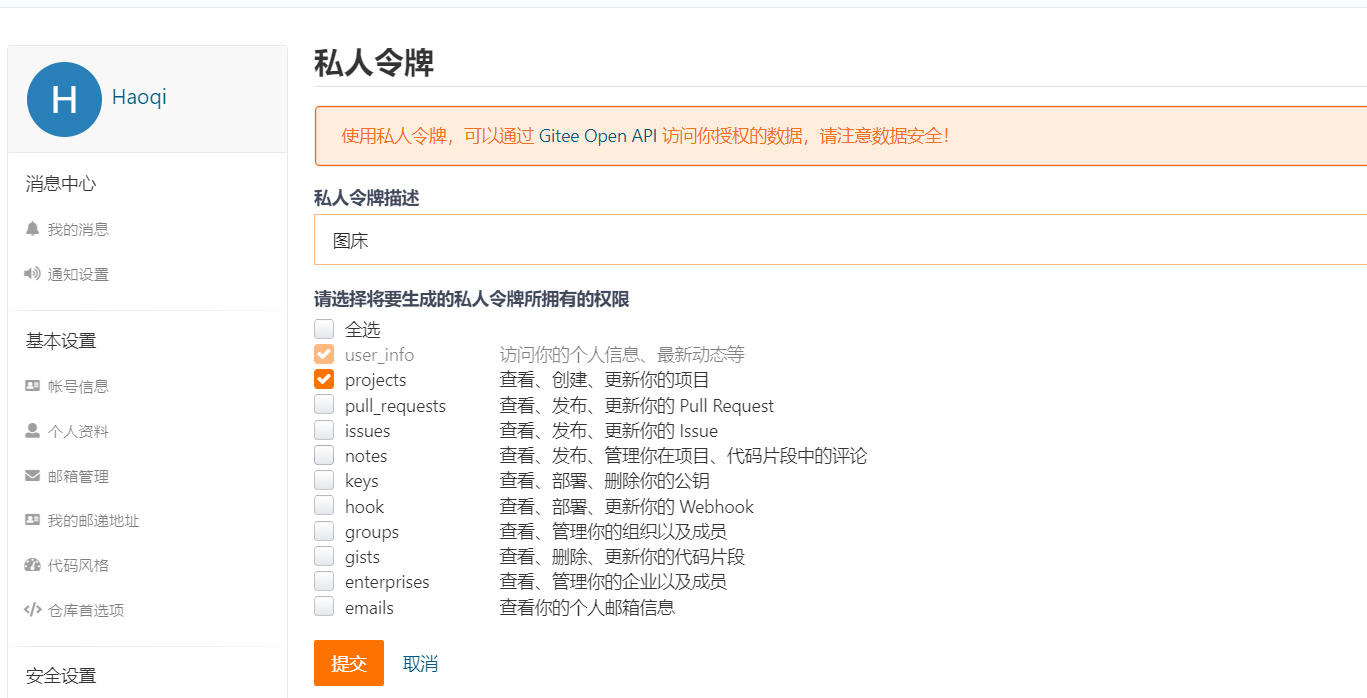 H
Haoqi
消息中心
我的消息
通知设置
基本设置
帐号信息
个人资料
邮箱管理
我的邮递地址
代码风格
仓库首选项
安全设置
私人令牌
使用私人令牌，可以通过 Gitee Open API 访问你授权的数据，请注意数据安全！
私人令牌描述
图床
请选择将要生成的私人令牌所拥有的权限
全选
user_info 访问你的个人信息、最新动态等
projects 查看、创建、更新你的项目
pull_requests 查看、发布、更新你的 Pull Request
issues 查看、发布、更新你的 Issue
notes 查看、发布、管理你在项目、代码片段中的评论
keys 查看、部署、删除你的公钥
hook 查看、部署、更新你的 Webhook
groups 查看、管理你的组织以及成员
gists 查看、删除、更新你的代码片段
enterprises 查看、管理你的企业以及成员
emails 查看你的个人邮箱信息
提交 取消